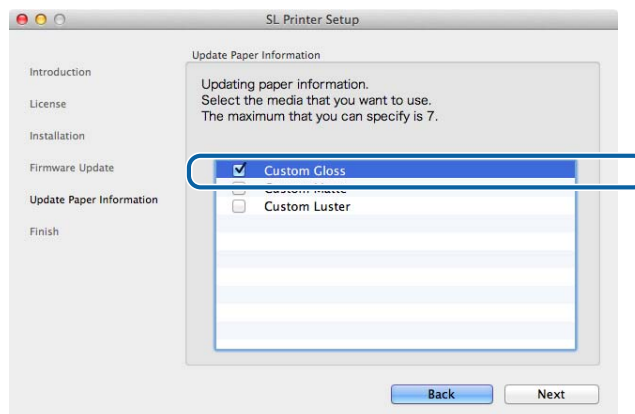 SL Printer Setup
Update Paper Information
Introduction
License
Installation
Firmware Update
Update Paper Information
Finish
Updating paper information.
Select the media that you want to use.
The maximum that you can specify is 7.
Custom Gloss
Custom Matte
Custom Luster
Back
Next